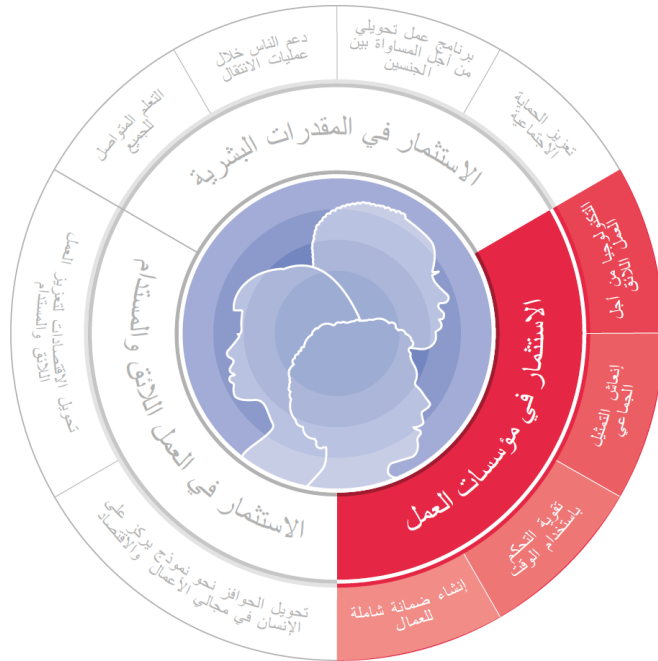 الاستثمار في المقدرات البشرية
التعلم المتواصل
للجميع
دعم الناس خلال
عمليات الانتقال
برنامج عمل تحويلي
من أجل المساواة بين
الجنسين
تعزيز الحماية
الاجتماعية
الاستثمار في مؤسسات العمل
التكنولوجيا من أجل
العمل اللائق
إنعاش التمثيل
الجماعي
تقوية التحكم
باستخدام الوقت
إنشاء ضمانة شاملة
للعمال
الاستثمار في العمل اللائق والمستدام
تحويل الاقتصادات لتعزيز العمل
اللائق والمستدام
تحويل الحوافز نحو نموذج يركز على
الإنسان في مجالي الأعمال والاقتصاد